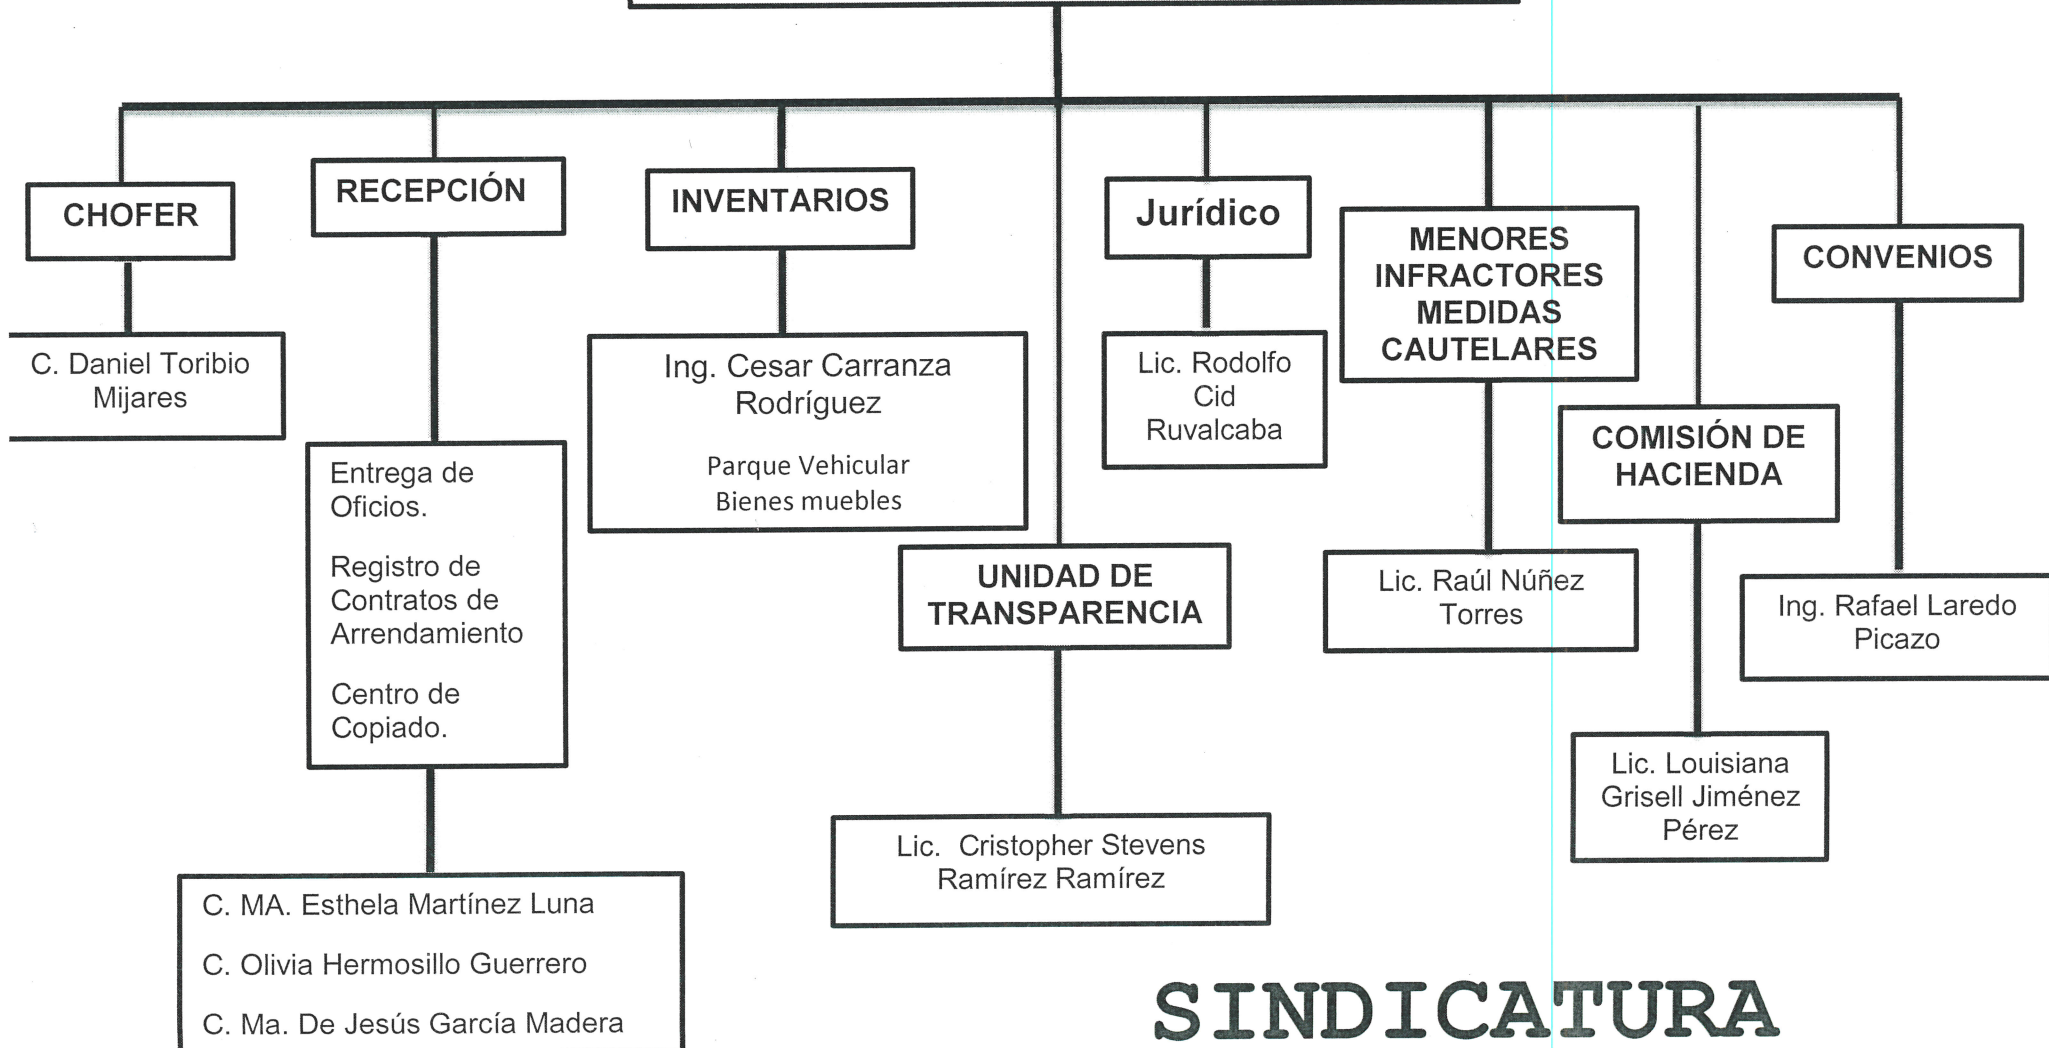 CHOFER
C. Daniel Toribio
Mijares
RECEPCIÓN
Entrega de
Oficios.
Registro de
Contratos de
Arrendamiento
Centro de
Copiado.
C. MA. Esthela Martínez Luna
C. Olivia Hermosillo Guerrero
C. Ma. De Jesús García Madera
INVENTARIOS
Ing. Cesar Carranza
Rodríguez
Parque Vehicular
Bienes muebles
UNIDAD DE
TRANSPARENCIA
Lic. Cristopher Stevens
Ramírez Ramírez
Jurídico
Lic. Rodolfo
Cid
Ruvalcaba
MENORES
INFRACTORES
MEDIDAS
CAUTELARES
Lic. Raúl Núñez
Torres
COMISIÓN DE
HACIENDA
Lic. Louisiana
Grisell Jiménez
Pérez
CONVENIOS
Ing. Rafael Laredo
Picazo
SINDICATURA